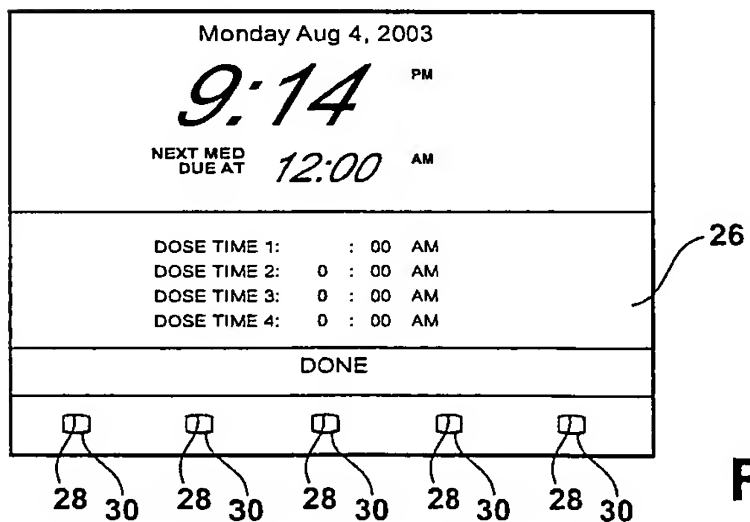 Monday Aug 4, 2003
9:14 PM
NEXT MED
DUE AT 12:00 AM
DOSE TIME 1: : 00 AM
DOSE TIME 2: 0 : 00 AM
DOSE TIME 3: 0 : 00 AM
DOSE TIME 4: 0 : 00 AM
26
DONE
28 30 28 30 28 30 28 30 28 30